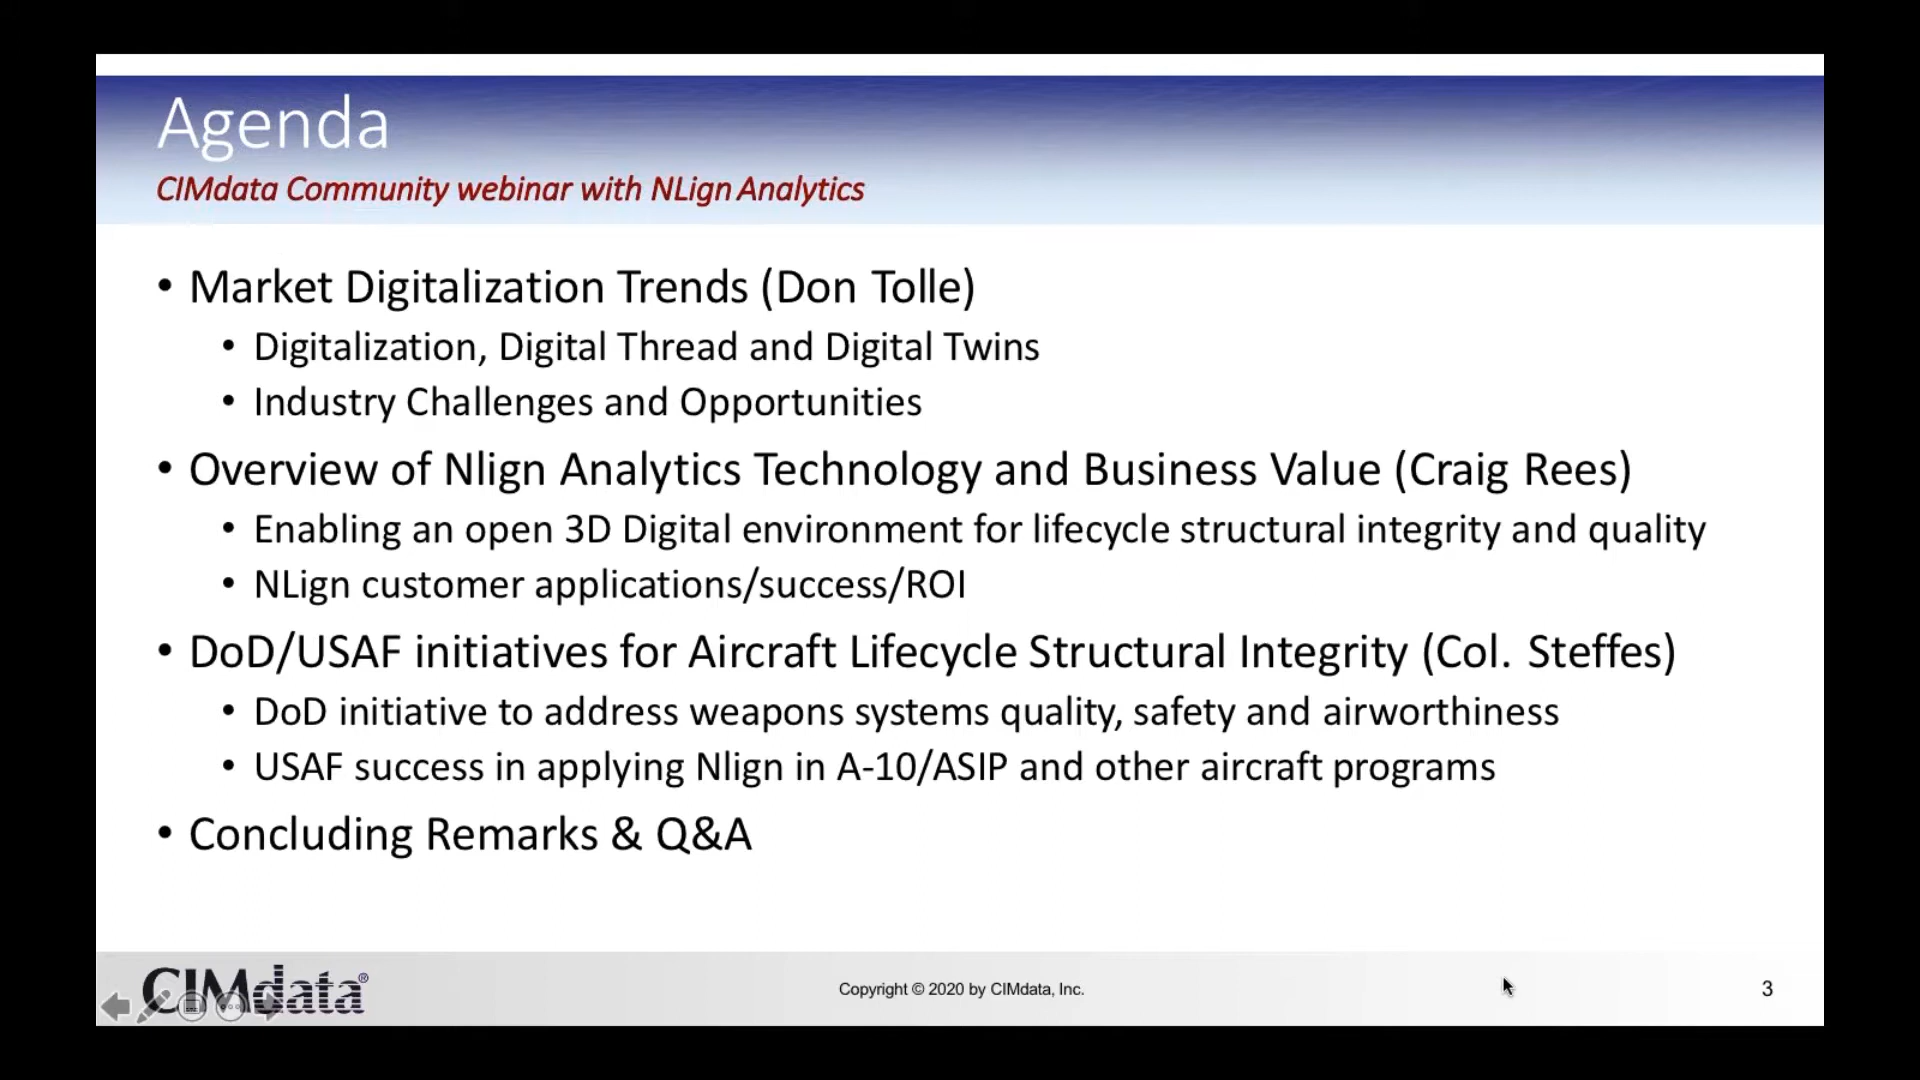 Agenda
CIMdata Community webinar with NLign Analytics
• Market Digitalization Trends (Don Tolle)
• Digitalization, Digital Thread and Digital Twins
• Industry Challenges and Opportunities
• Overview of Nlign Analytics Technology and Business Value (Craig Rees)
• Enabling an open 3D Digital environment for lifecycle structural integrity and quality
• NLign customer applications/success/ROI
• DoD/USAF initiatives for Aircraft Lifecycle Structural Integrity (Col. Steffes)
• DoD initiative to address weapons systems quality, safety and airworthiness
• USAF success in applying Nlign in A-10/ASIP and other aircraft programs
• Concluding Remarks & Q&A
CIMdata®
Copyright © 2020 by CIMdata, Inc.
3